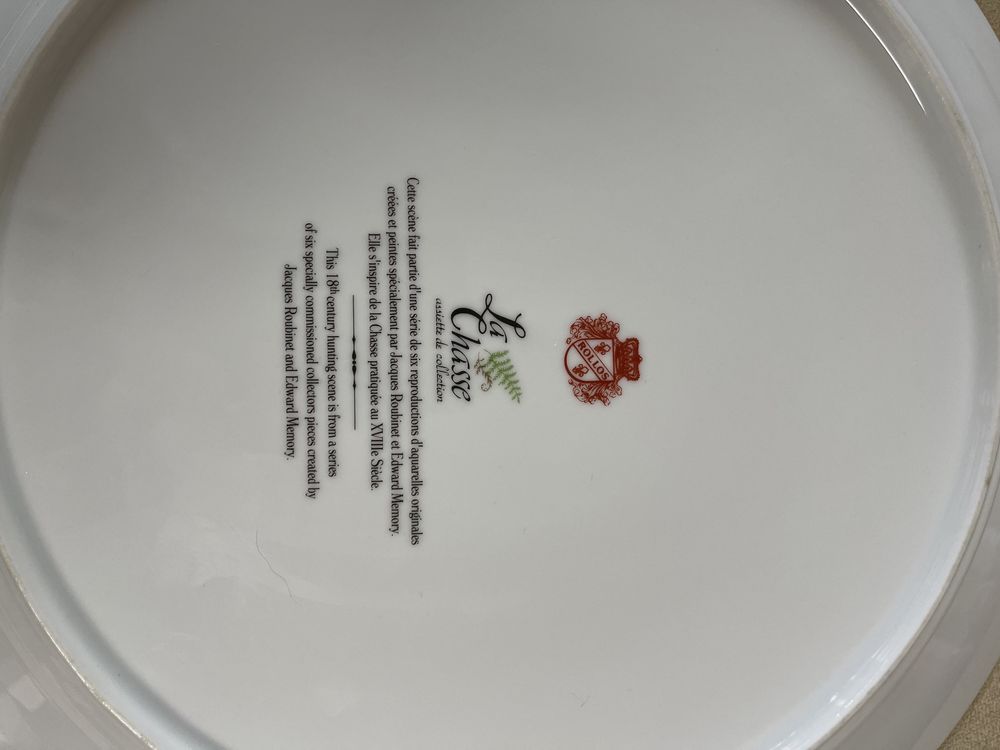 ROLLOS
La
Chasse
assiette de collection
Cette scène fait partie d'une série de six reproductions d'aquarelles originales
créées et peintes spécialement par Jacques Roubinet et Edward Memory.
Elle s'inspire de la Chasse pratiquée au XVIIIe Siècle.
This 18th century hunting scene is from a series
of six specially commissioned collectors pieces created by
Jacques Roubinet and Edward Memory.